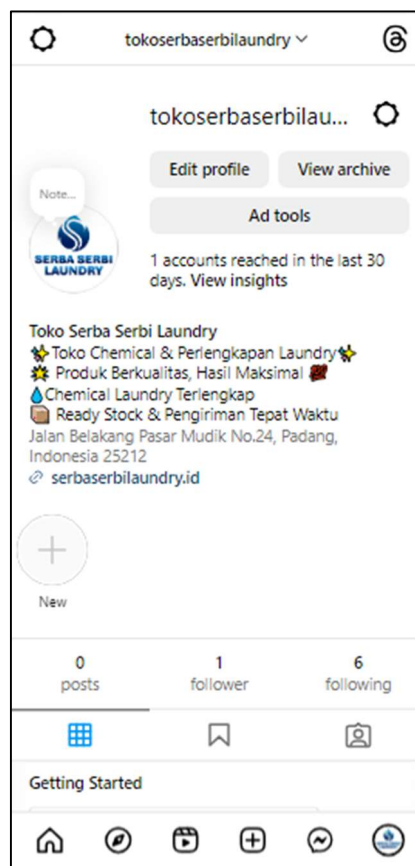 tokoserbaserbilaundry
tokoserbaserbilau...
Edit profile
View archive
Note...
Ad tools
SERBA SERBI
LAUNDRY
1 accounts reached in the last 30
days. View insights
Toko Serba Serbi Laundry
Toko Chemical & Perlengkapan Laundry
Produk Berkualitas, Hasil Maksimal
Chemical Laundry Terlengkap
Ready Stock & Pengiriman Tepat Waktu
Jalan Belakang Pasar Mudik No.24, Padang,
Indonesia 25212
serbaserbilaundry.id
New
0
posts
1
follower
6
following
Getting Started